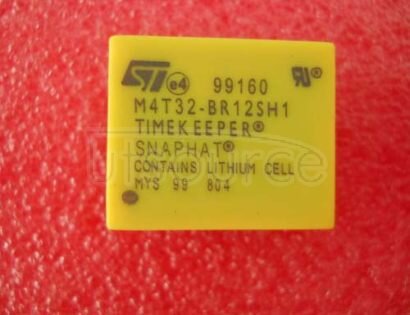 ST e4 99160
M4T32-BR12SH1
TIMEKEEPER®
SNAPHAT®
CONTAINS LITHIUM CELL
MYS 99 804